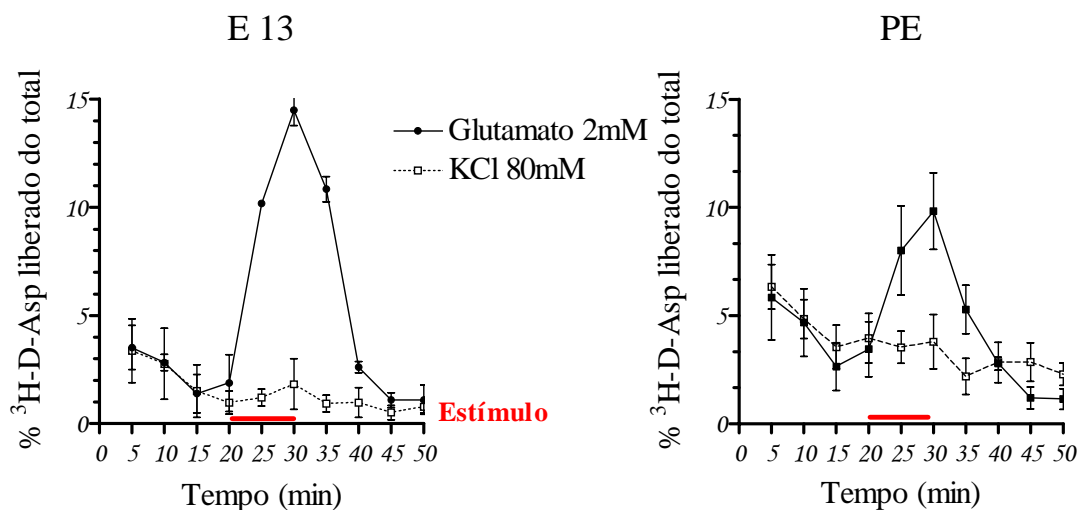 E 13
PE
% ³H-D-Asp liberado do total
15
10
5
0
0 5 10 15 20 25 30 35 40 45 50
Tempo (min)
Glutamato 2mM
KCl 80mM
Estímulo
% ³H-D-Asp liberado do total
15
10
5
0
0 5 10 15 20 25 30 35 40 45 50
Tempo (min)